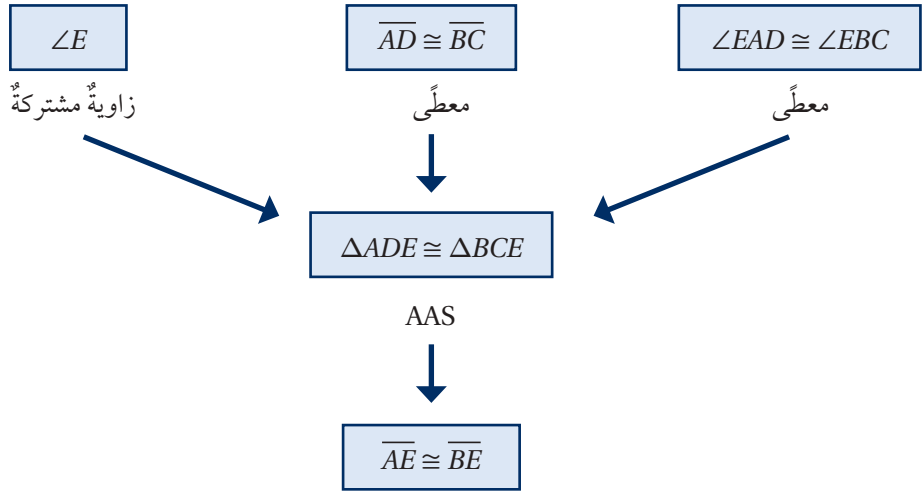 ∠E
AD ≅ BC
∠EAD ≅ ∠EBC
زاويةٌ مشتركةٌ
معطًى
معطًى
ΔADE ≅ ΔBCE
AAS
AE ≅ BE